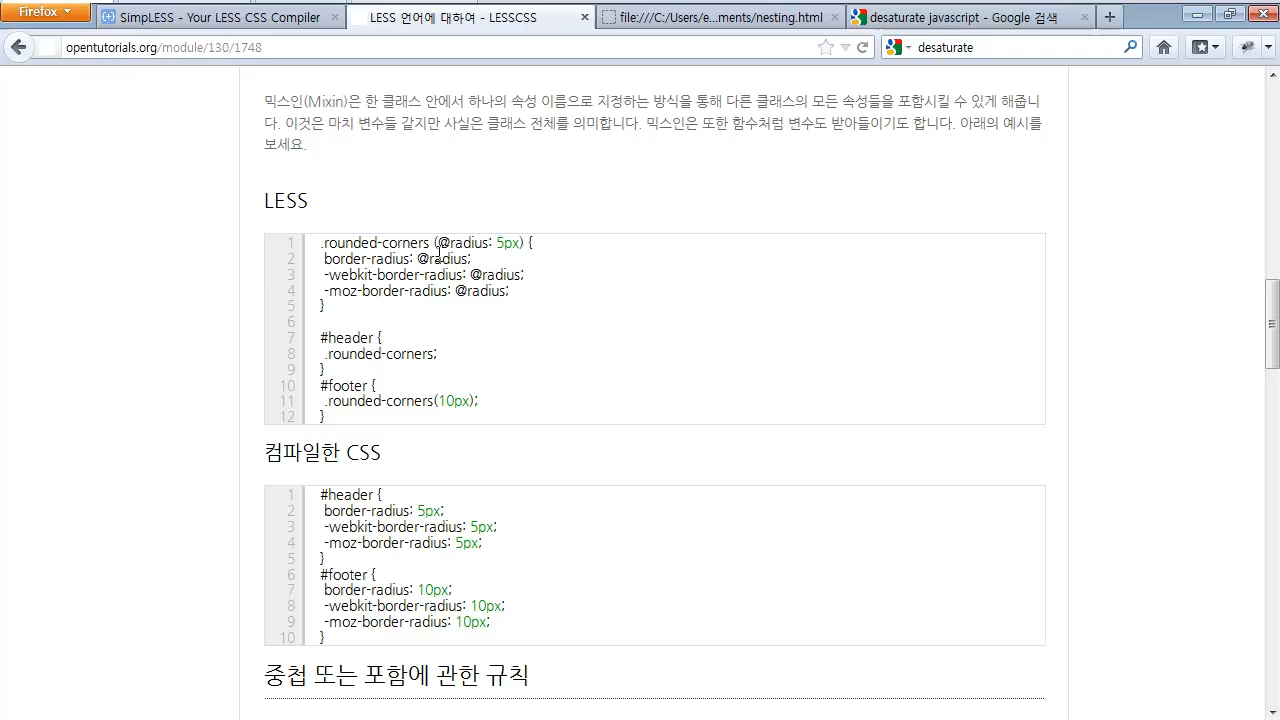 SimpLESS - Your LESS CSS Compiler
LESS 언어에 대하여 - LESSCSS
file:///C:/Users/e...ments/nesting.html
desaturate javascript - Google 검색
Firefox
opentutorials.org/module/130/1748
desaturate
믹스인(Mixin)은 한 클래스 안에서 하나의 속성 이름으로 지정하는 방식을 통해 다른 클래스의 모든 속성들을 포함시킬 수 있게 해줍니
다. 이것은 마치 변수들 같지만 사실은 클래스 전체를 의미합니다. 믹스인은 또한 함수처럼 변수도 받아들이기도 합니다. 아래의 예시를
보세요.
LESS
1 .rounded-corners (@radius: 5px) {
2 border-radius: @radius;
3 -webkit-border-radius: @radius;
4 -moz-border-radius: @radius;
5 }
6
7 #header {
8 .rounded-corners;
9 }
10 #footer {
11 .rounded-corners(10px);
12 }
컴파일한 CSS
1 #header {
2 border-radius: 5px;
3 -webkit-border-radius: 5px;
4 -moz-border-radius: 5px;
5 }
6 #footer {
7 border-radius: 10px;
8 -webkit-border-radius: 10px;
9 -moz-border-radius: 10px;
10 }
중첩 또는 포함에 관한 규칙